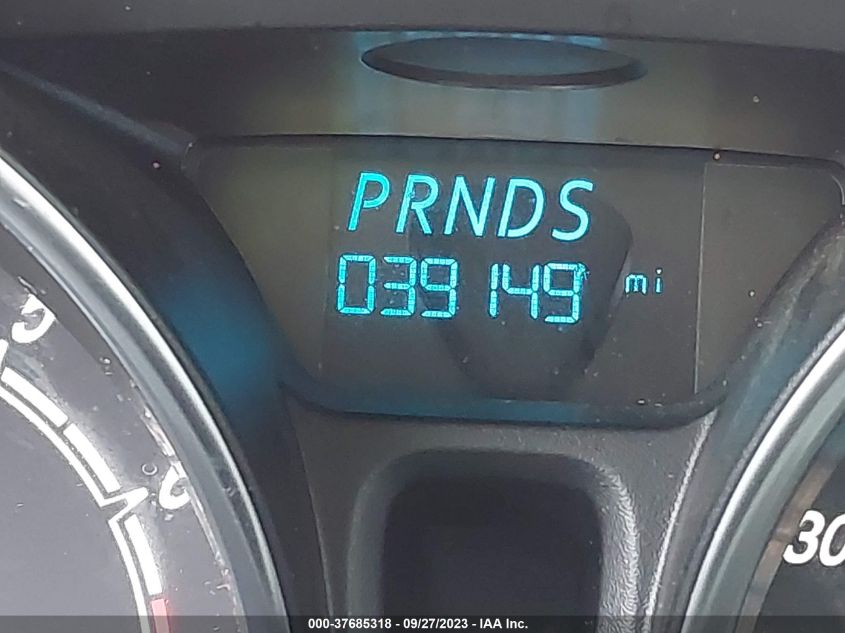 PRNDS
039149 mi
30
000-37685318 - 09/27/2023 - IAA Inc.